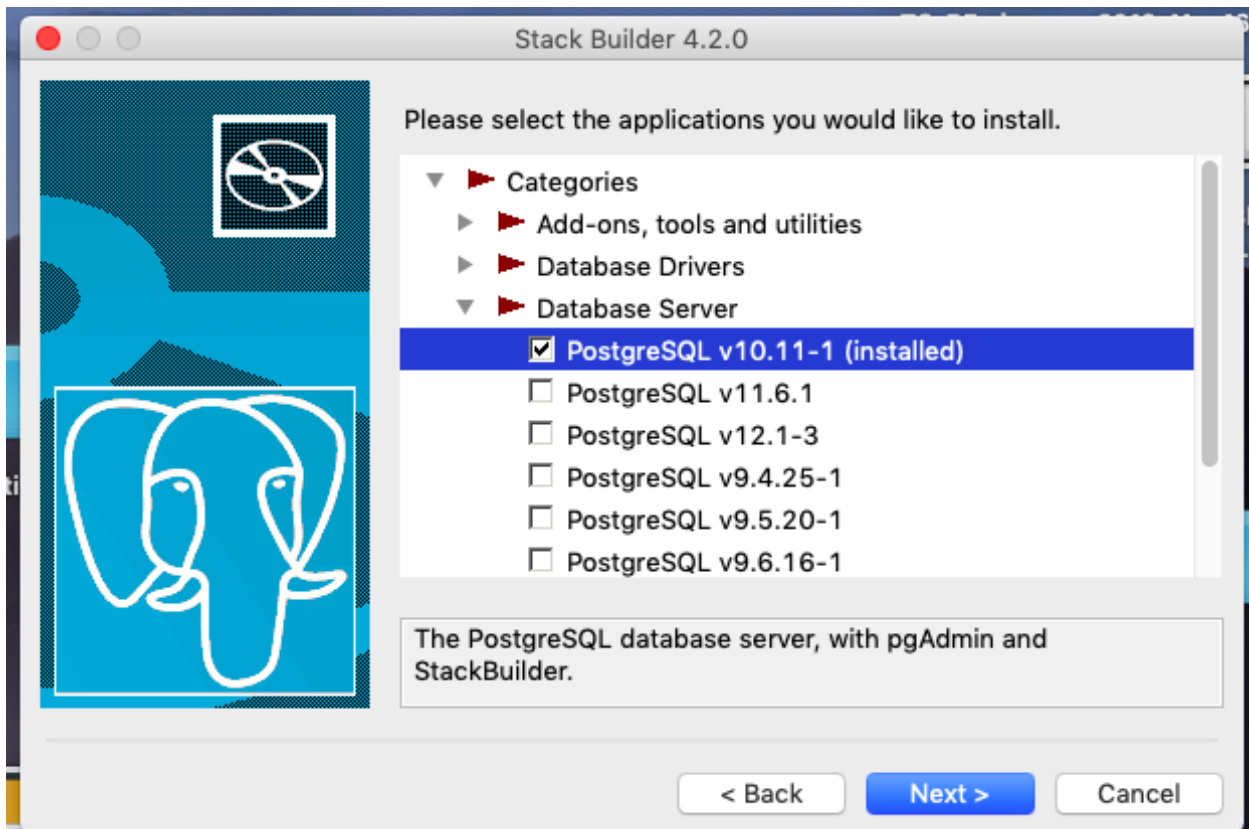 Stack Builder 4.2.0
Please select the applications you would like to install.
Categories
Add-ons, tools and utilities
Database Drivers
Database Server
PostgreSQL v10.11-1 (installed)
PostgreSQL v11.6.1
PostgreSQL v12.1-3
PostgreSQL v9.4.25-1
PostgreSQL v9.5.20-1
PostgreSQL v9.6.16-1
The PostgreSQL database server, with pgAdmin and
StackBuilder.
< Back
Next >
Cancel